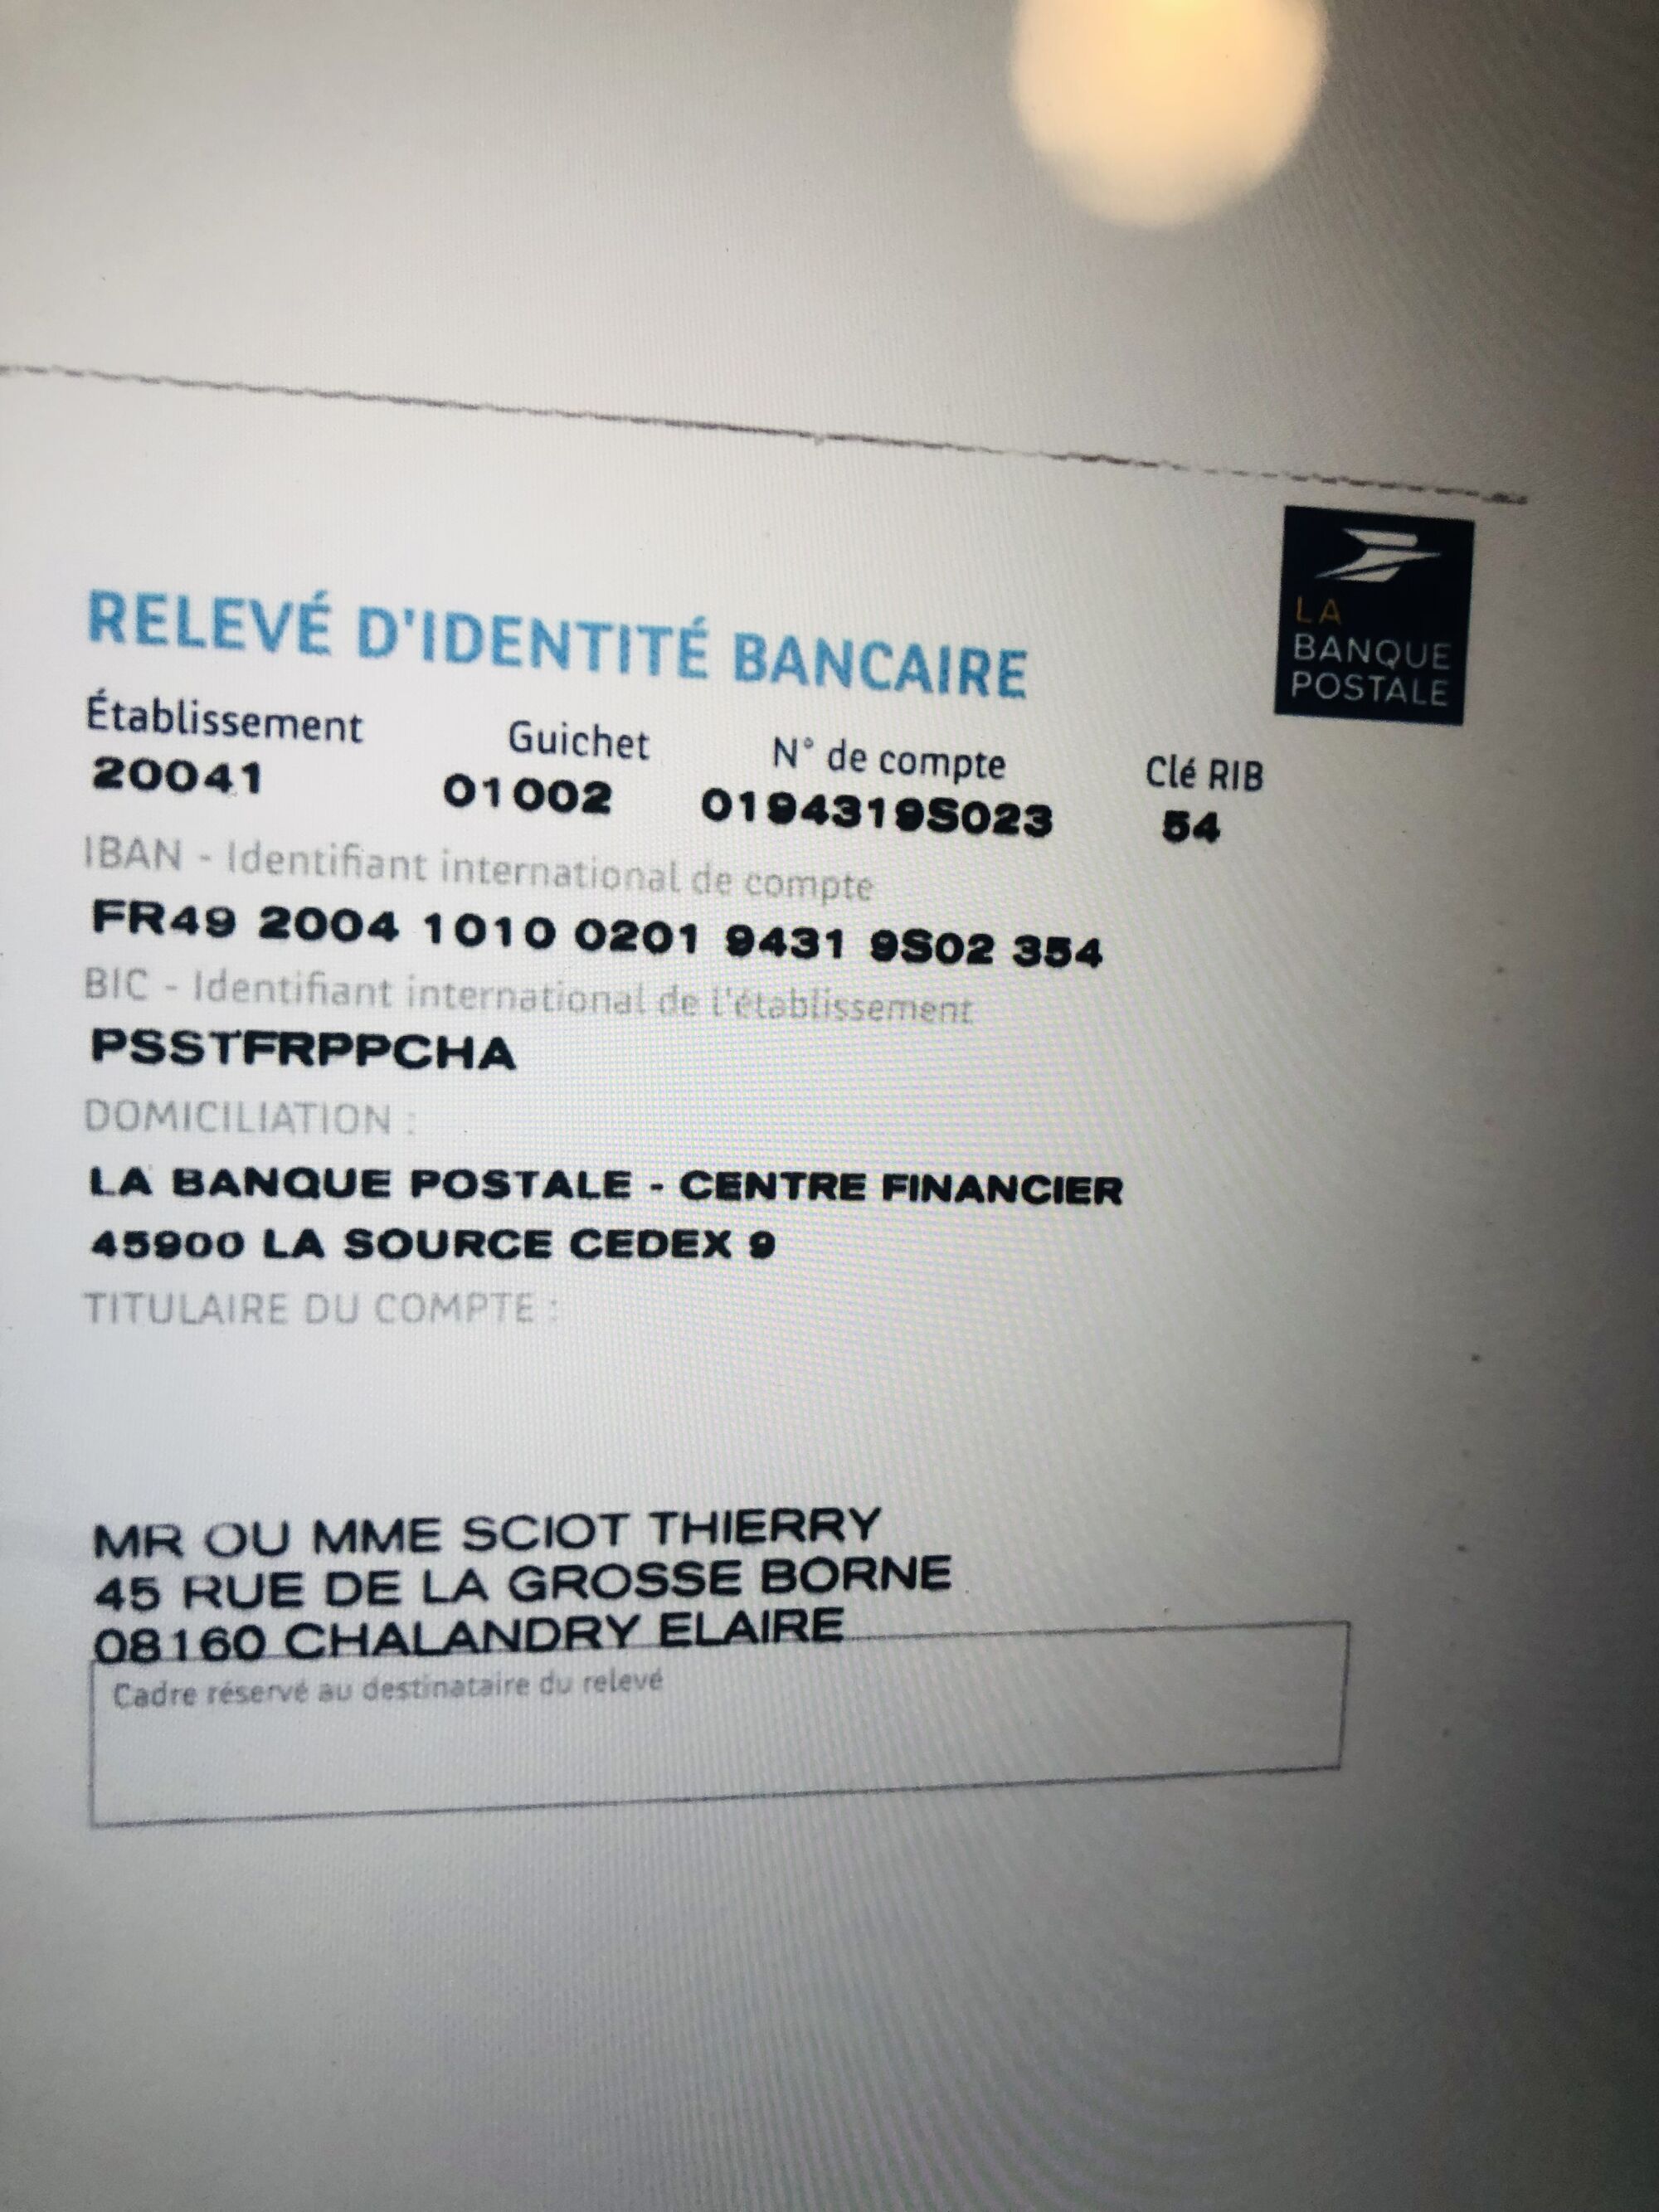 LA
BANQUE
POSTALE
RELEVÉ D'IDENTITÉ BANCAIRE
Établissement Guichet N° de compte Clé RIB
20041 01002 0194319S023 54
IBAN - Identifiant international de compte
FR49 2004 1010 0201 9431 9S02 354
BIC - Identifiant international de l'établissement
PSSTFRPPCHA
DOMICILIATION :
LA BANQUE POSTALE - CENTRE FINANCIER
45900 LA SOURCE CEDEX 9
TITULAIRE DU COMPTE :
MR OU MME SCIOT THIERRY
45 RUE DE LA GROSSE BORNE
08160 CHALANDRY ELAIRE
Cadre réservé au destinataire du relevé